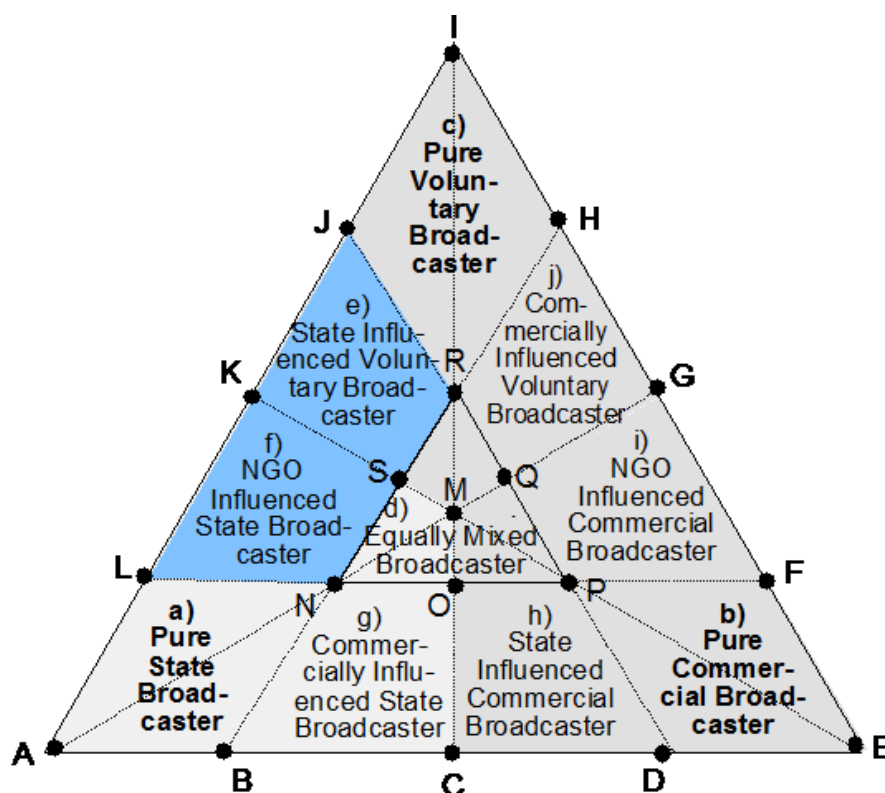 I
c)
Pure
Volun-
tary
Broad-
caster
J
H
e)
State Influ-
enced Volun-
tary Broad-
caster
j)
Com-
mercially
Influenced
Voluntary
Broadcaster
R
K
G
f)
NGO
Influenced
State Broad-
caster
S
Q
i)
NGO
Influenced
Commercial
Broadcaster
M
d)
Equally Mixed
Broadcaster
L
N
O
P
F
a)
Pure
State
Broad-
caster
g)
Commer-
cially Influ-
enced State
Broadcaster
h)
State
Influenced
Commercial
Broadcaster
b)
Pure
Commer-
cial Broad-
caster
A
B
C
D
E